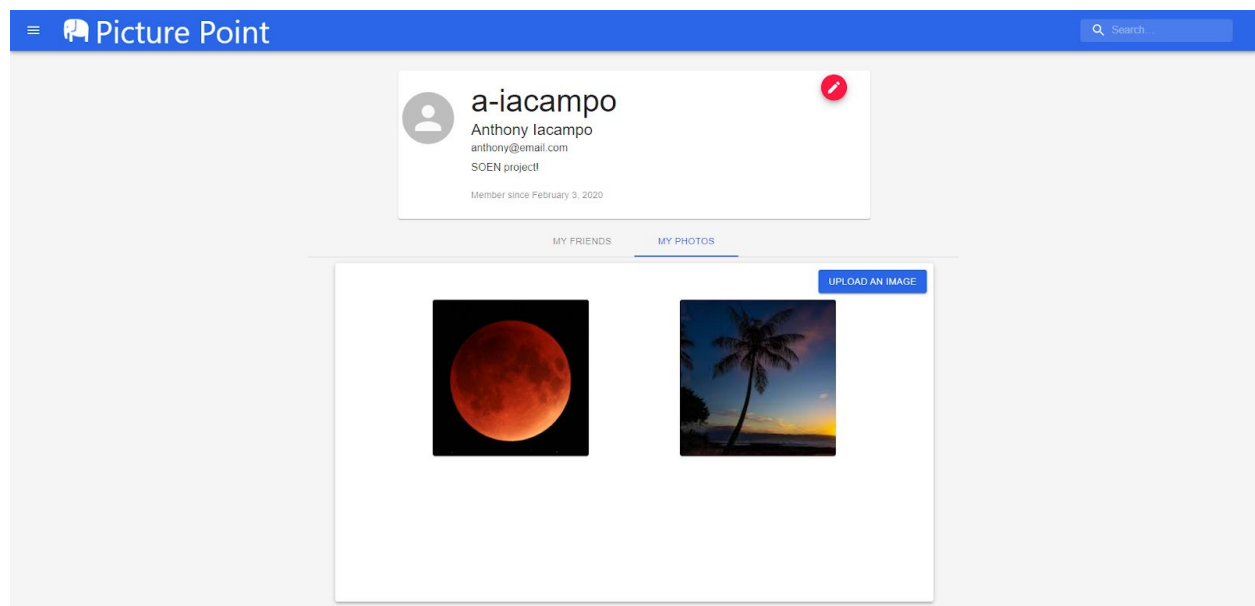 Picture Point
Search...
a-iacampo
Anthony Iacampo
anthony@email.com
SOEN project!
Member since February 3, 2020
MY FRIENDS
MY PHOTOS
UPLOAD AN IMAGE